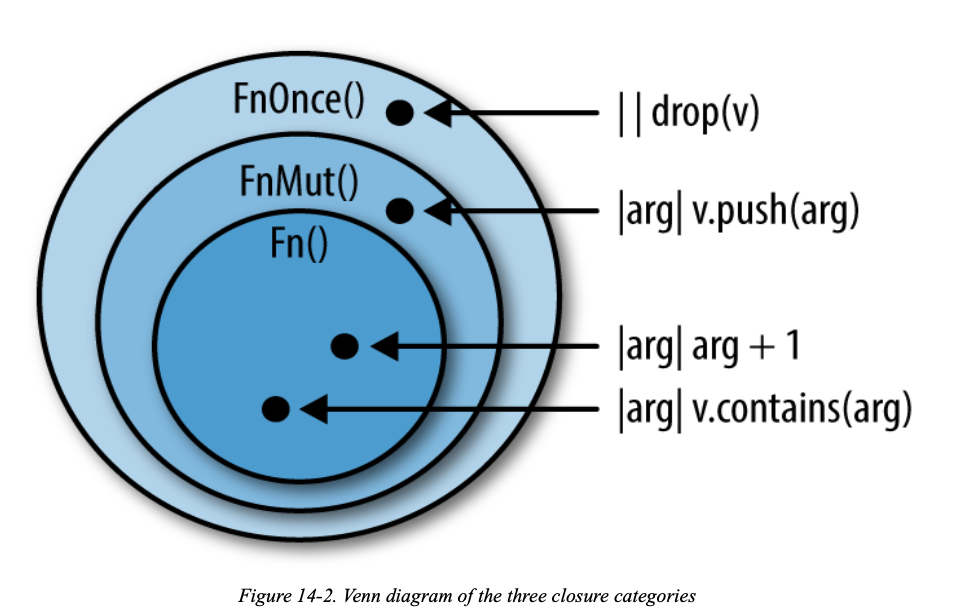 FnOnce()
|| drop(v)
FnMut()
|arg| v.push(arg)
Fn()
|arg| arg + 1
|arg| v.contains(arg)
Figure 14-2. Venn diagram of the three closure categories